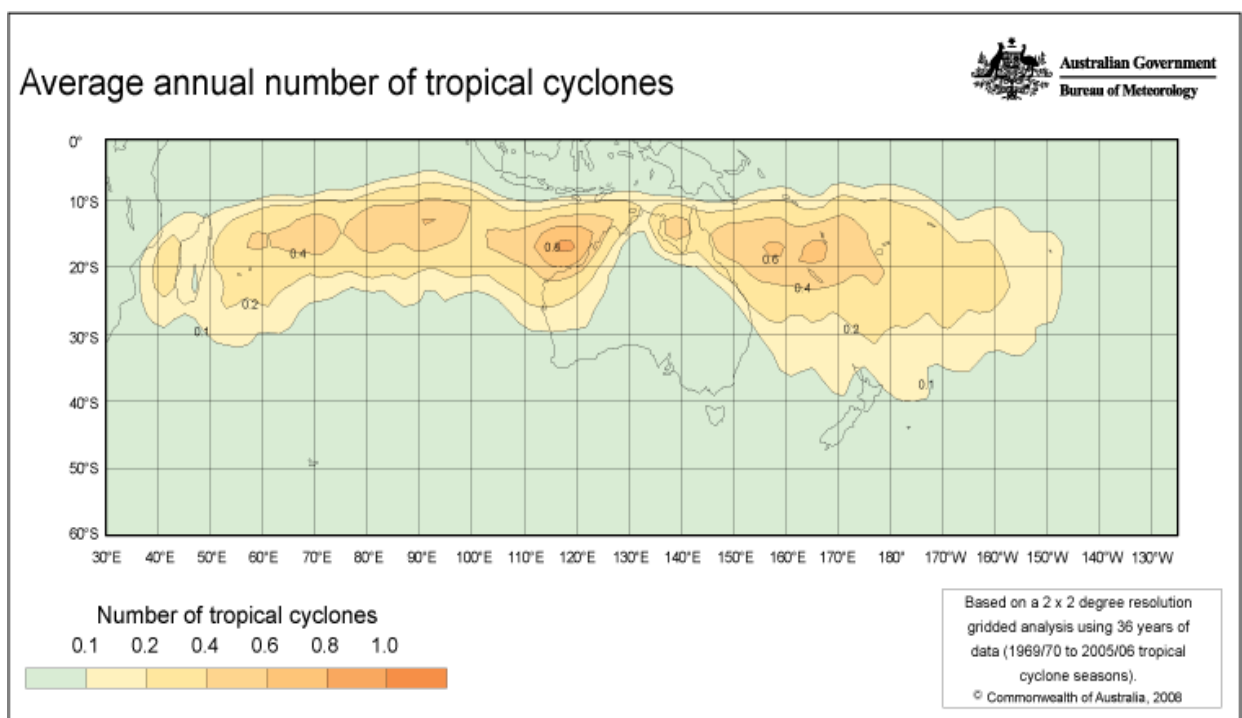 Average annual number of tropical cyclones
Australian Government
Bureau of Meteorology
0°
10°S
20°S
30°S
40°S
50°S
60°S
0.4
0.2
0.1
0.8
0.6
0.4
0.2
0.1
30°E 40°E 50°E 60°E 70°E 80°E 90°E 100°E 110°E 120°E 130°E 140°E 150°E 160°E 170°E 180° 170°W 160°W 150°W 140°W 130°W
Number of tropical cyclones
0.1 0.2 0.4 0.6 0.8 1.0
Based on a 2 x 2 degree resolution
gridded analysis using 36 years of
data (1969/70 to 2005/06 tropical
cyclone seasons).
© Commonwealth of Australia, 2008